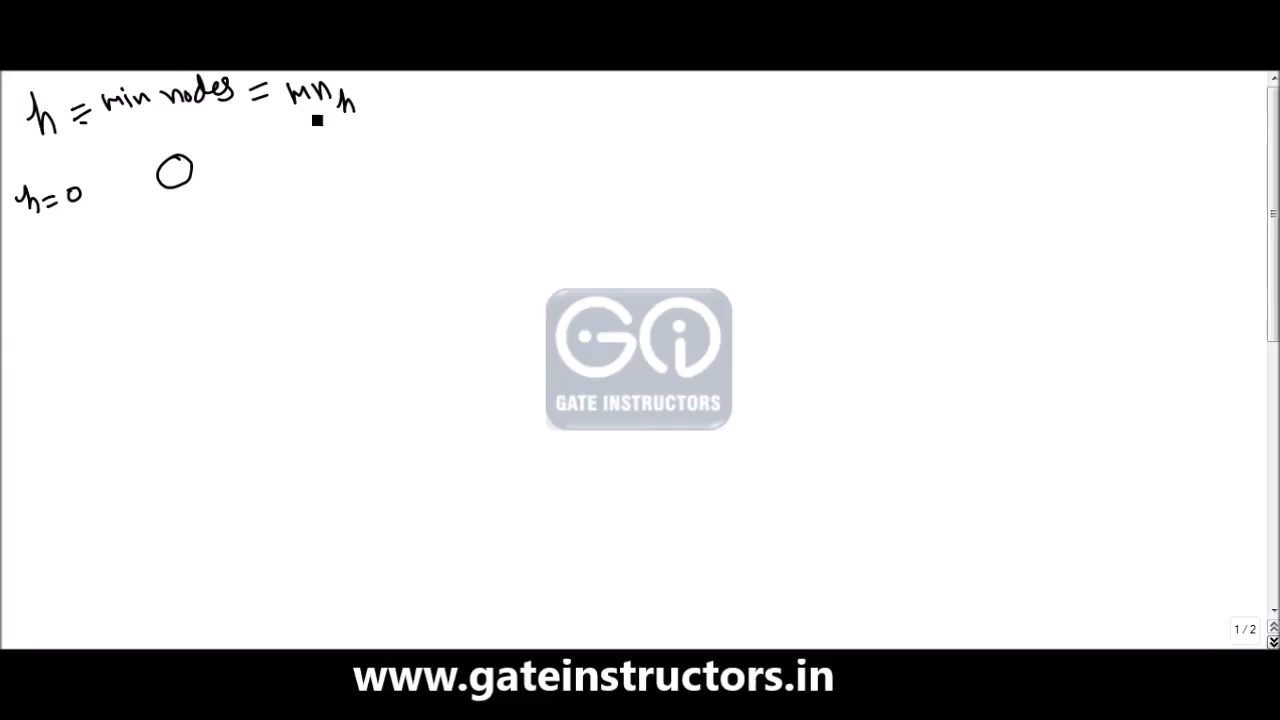 h = min nodes = mn h
h = 0
GATE INSTRUCTORS
1 / 2
www.gateinstructors.in